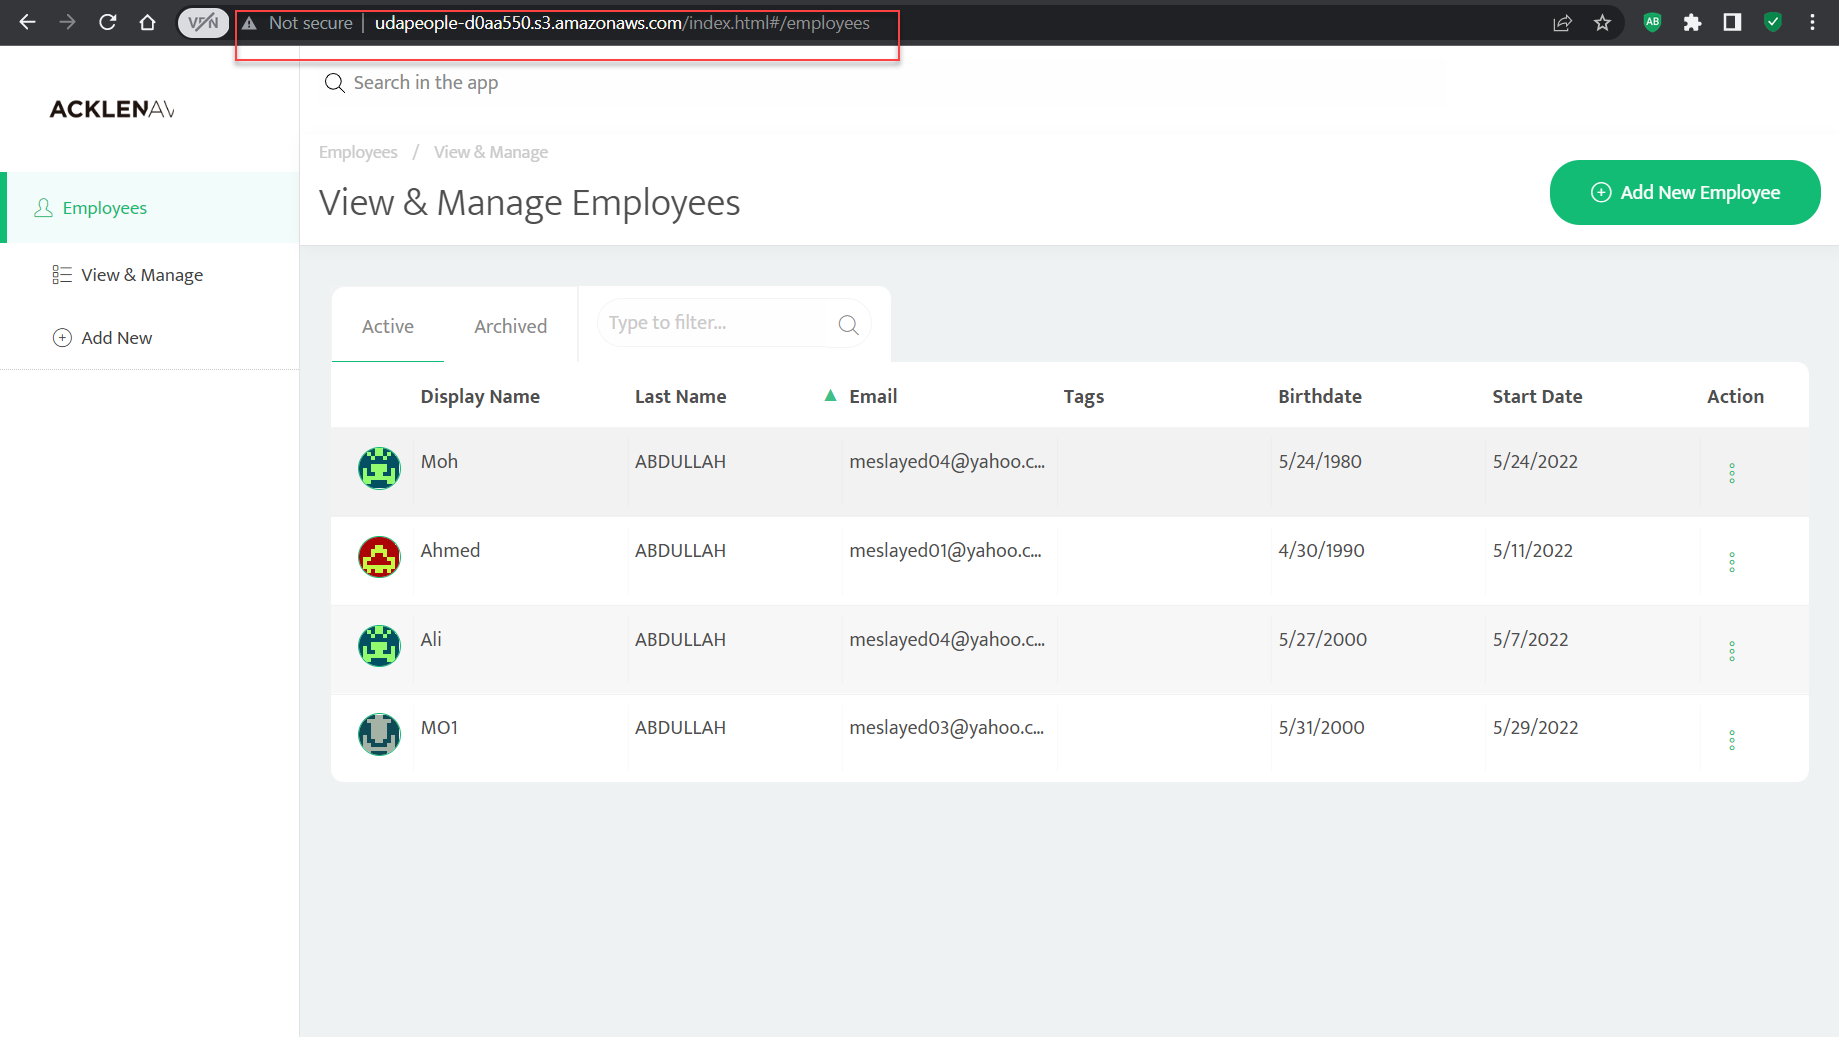 VPN Not secure | udapeople-d0aa550.s3.amazonaws.com/index.html#/employees AB
Search in the app
ACKLENAV
Employees / View & Manage
View & Manage Employees
Add New Employee
Employees
View & Manage
Add New
Active Archived Type to filter...
Display Name Last Name Email Tags Birthdate Start Date Action
Moh ABDULLAH meslayed04@yahoo.c... 5/24/1980 5/24/2022
Ahmed ABDULLAH meslayed01@yahoo.c... 4/30/1990 5/11/2022
Ali ABDULLAH meslayed04@yahoo.c... 5/27/2000 5/7/2022
MO1 ABDULLAH meslayed03@yahoo.c... 5/31/2000 5/29/2022